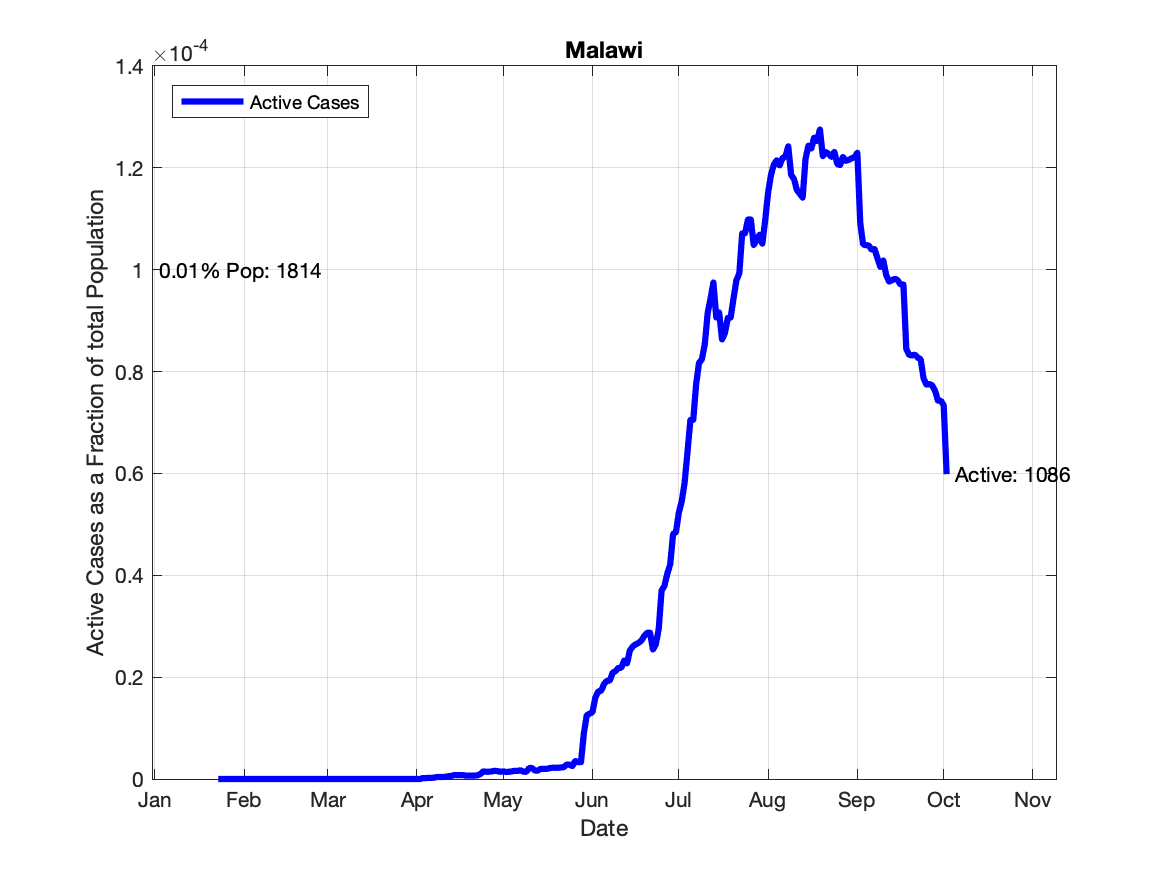 Malawi
×10-4
1.4
1.2
1
0.8
0.6
0.4
0.2
0
Active Cases
0.01% Pop: 1814
Active: 1086
Active Cases as a Fraction of total Population
Jan Feb Mar Apr May Jun Jul Aug Sep Oct Nov
Date